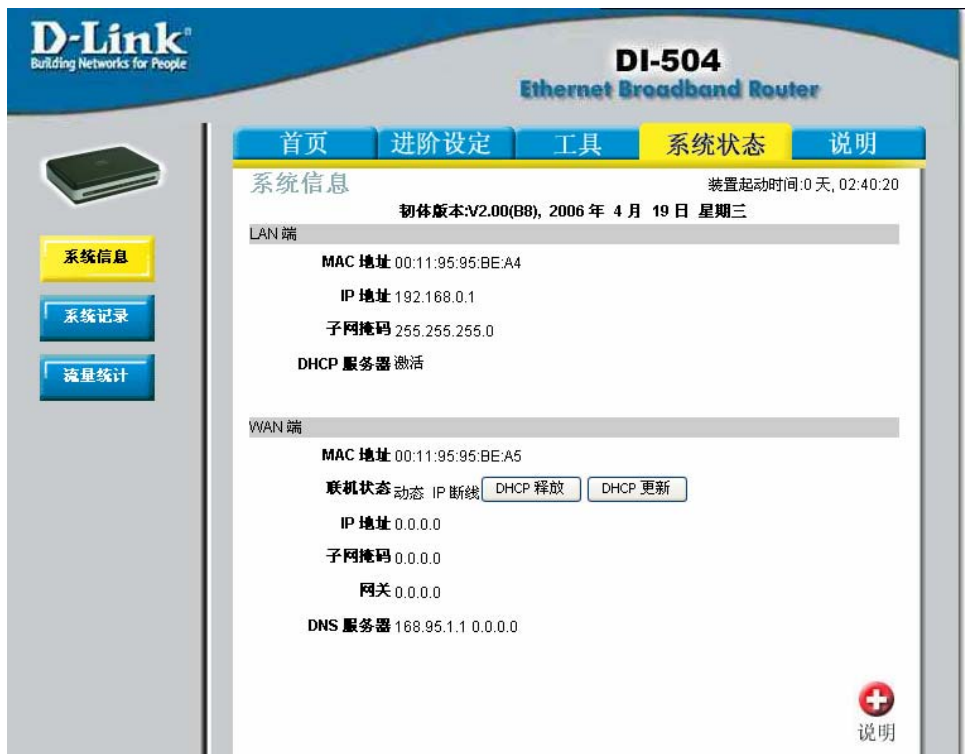 D-Link®
Building Networks for People
DI-504
Ethernet Broadband Router
首页 进阶设定 工具 系统状态 说明
系统信息
系统记录
流量统计
系统信息 装置起动时间:0 天, 02:40:20
韧体版本:V2.00(B8), 2006 年 4 月 19 日 星期三
LAN 端
MAC 地址 00:11:95:95:BE:A4
IP 地址 192.168.0.1
子网掩码 255.255.255.0
DHCP 服务器 激活
WAN 端
MAC 地址 00:11:95:95:BE:A5
联机状态 动态 IP 断线 DHCP 释放 DHCP 更新
IP 地址 0.0.0.0
子网掩码 0.0.0.0
网关 0.0.0.0
DNS 服务器 168.95.1.1 0.0.0.0
说明